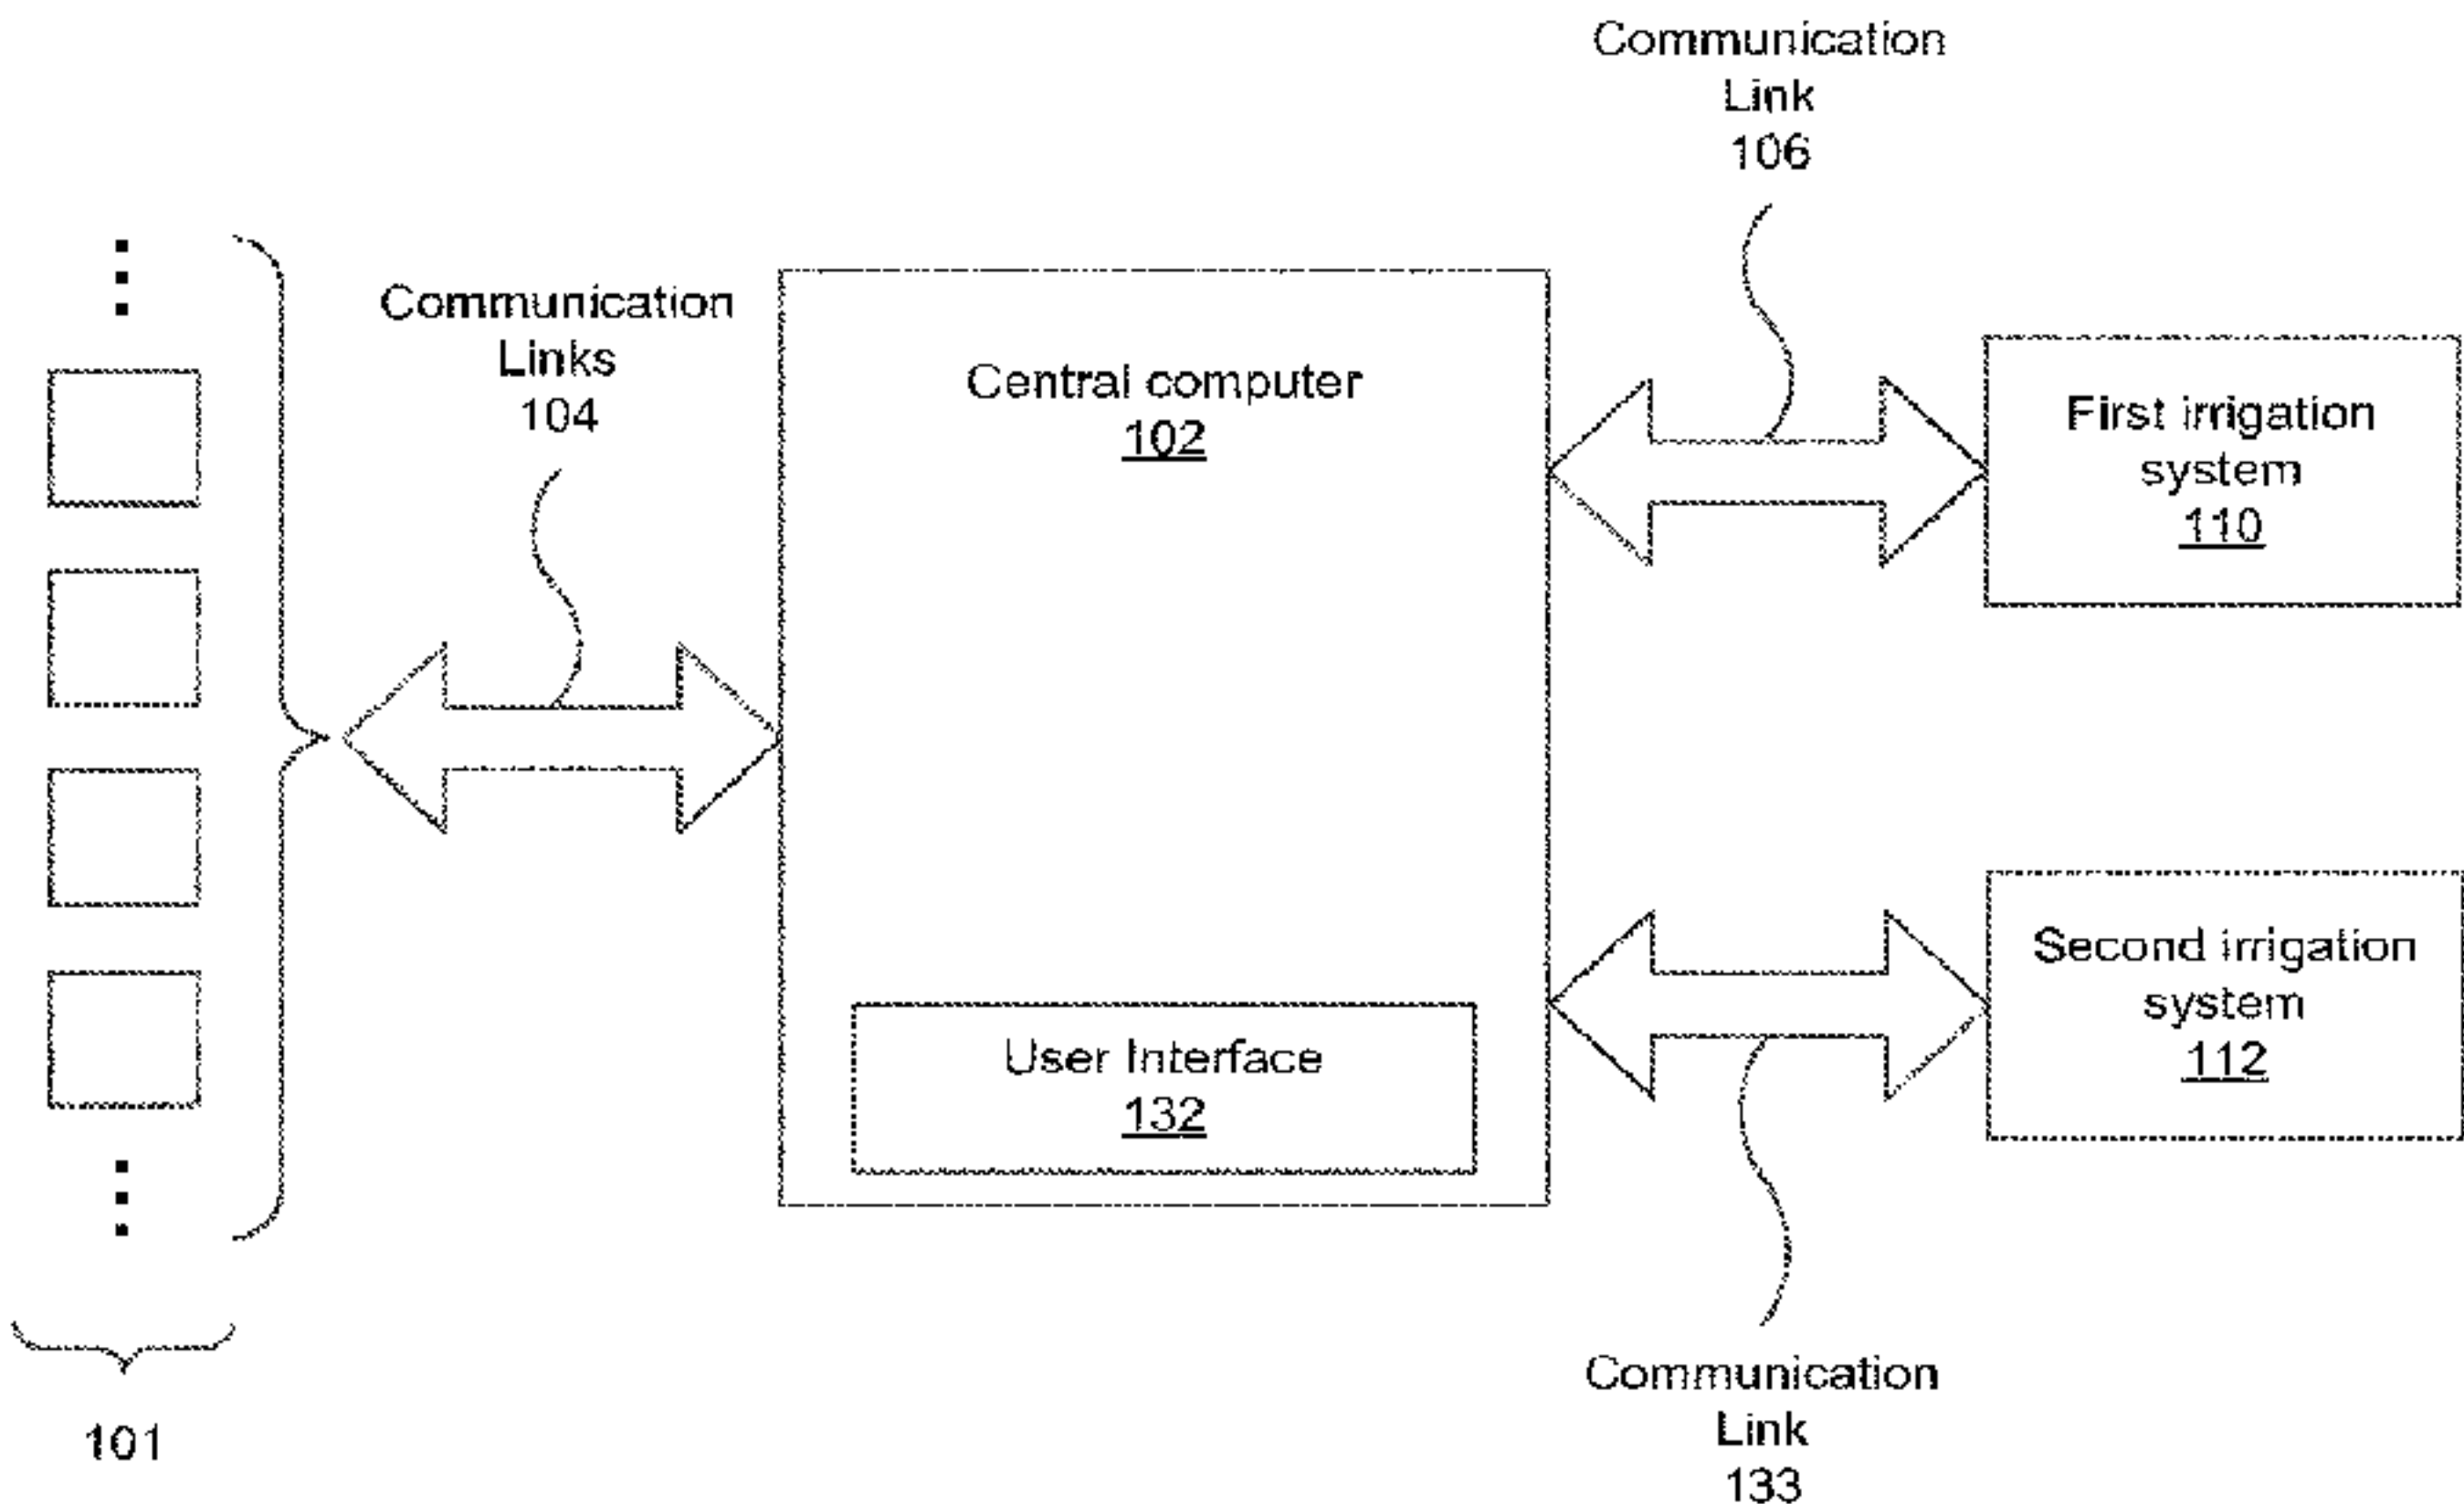 Communication
Link
106
Communication
Links
104
Central computer
102
First irrigation
system
110
User Interface
132
Second irrigation
system
112
Communication
Link
133
101